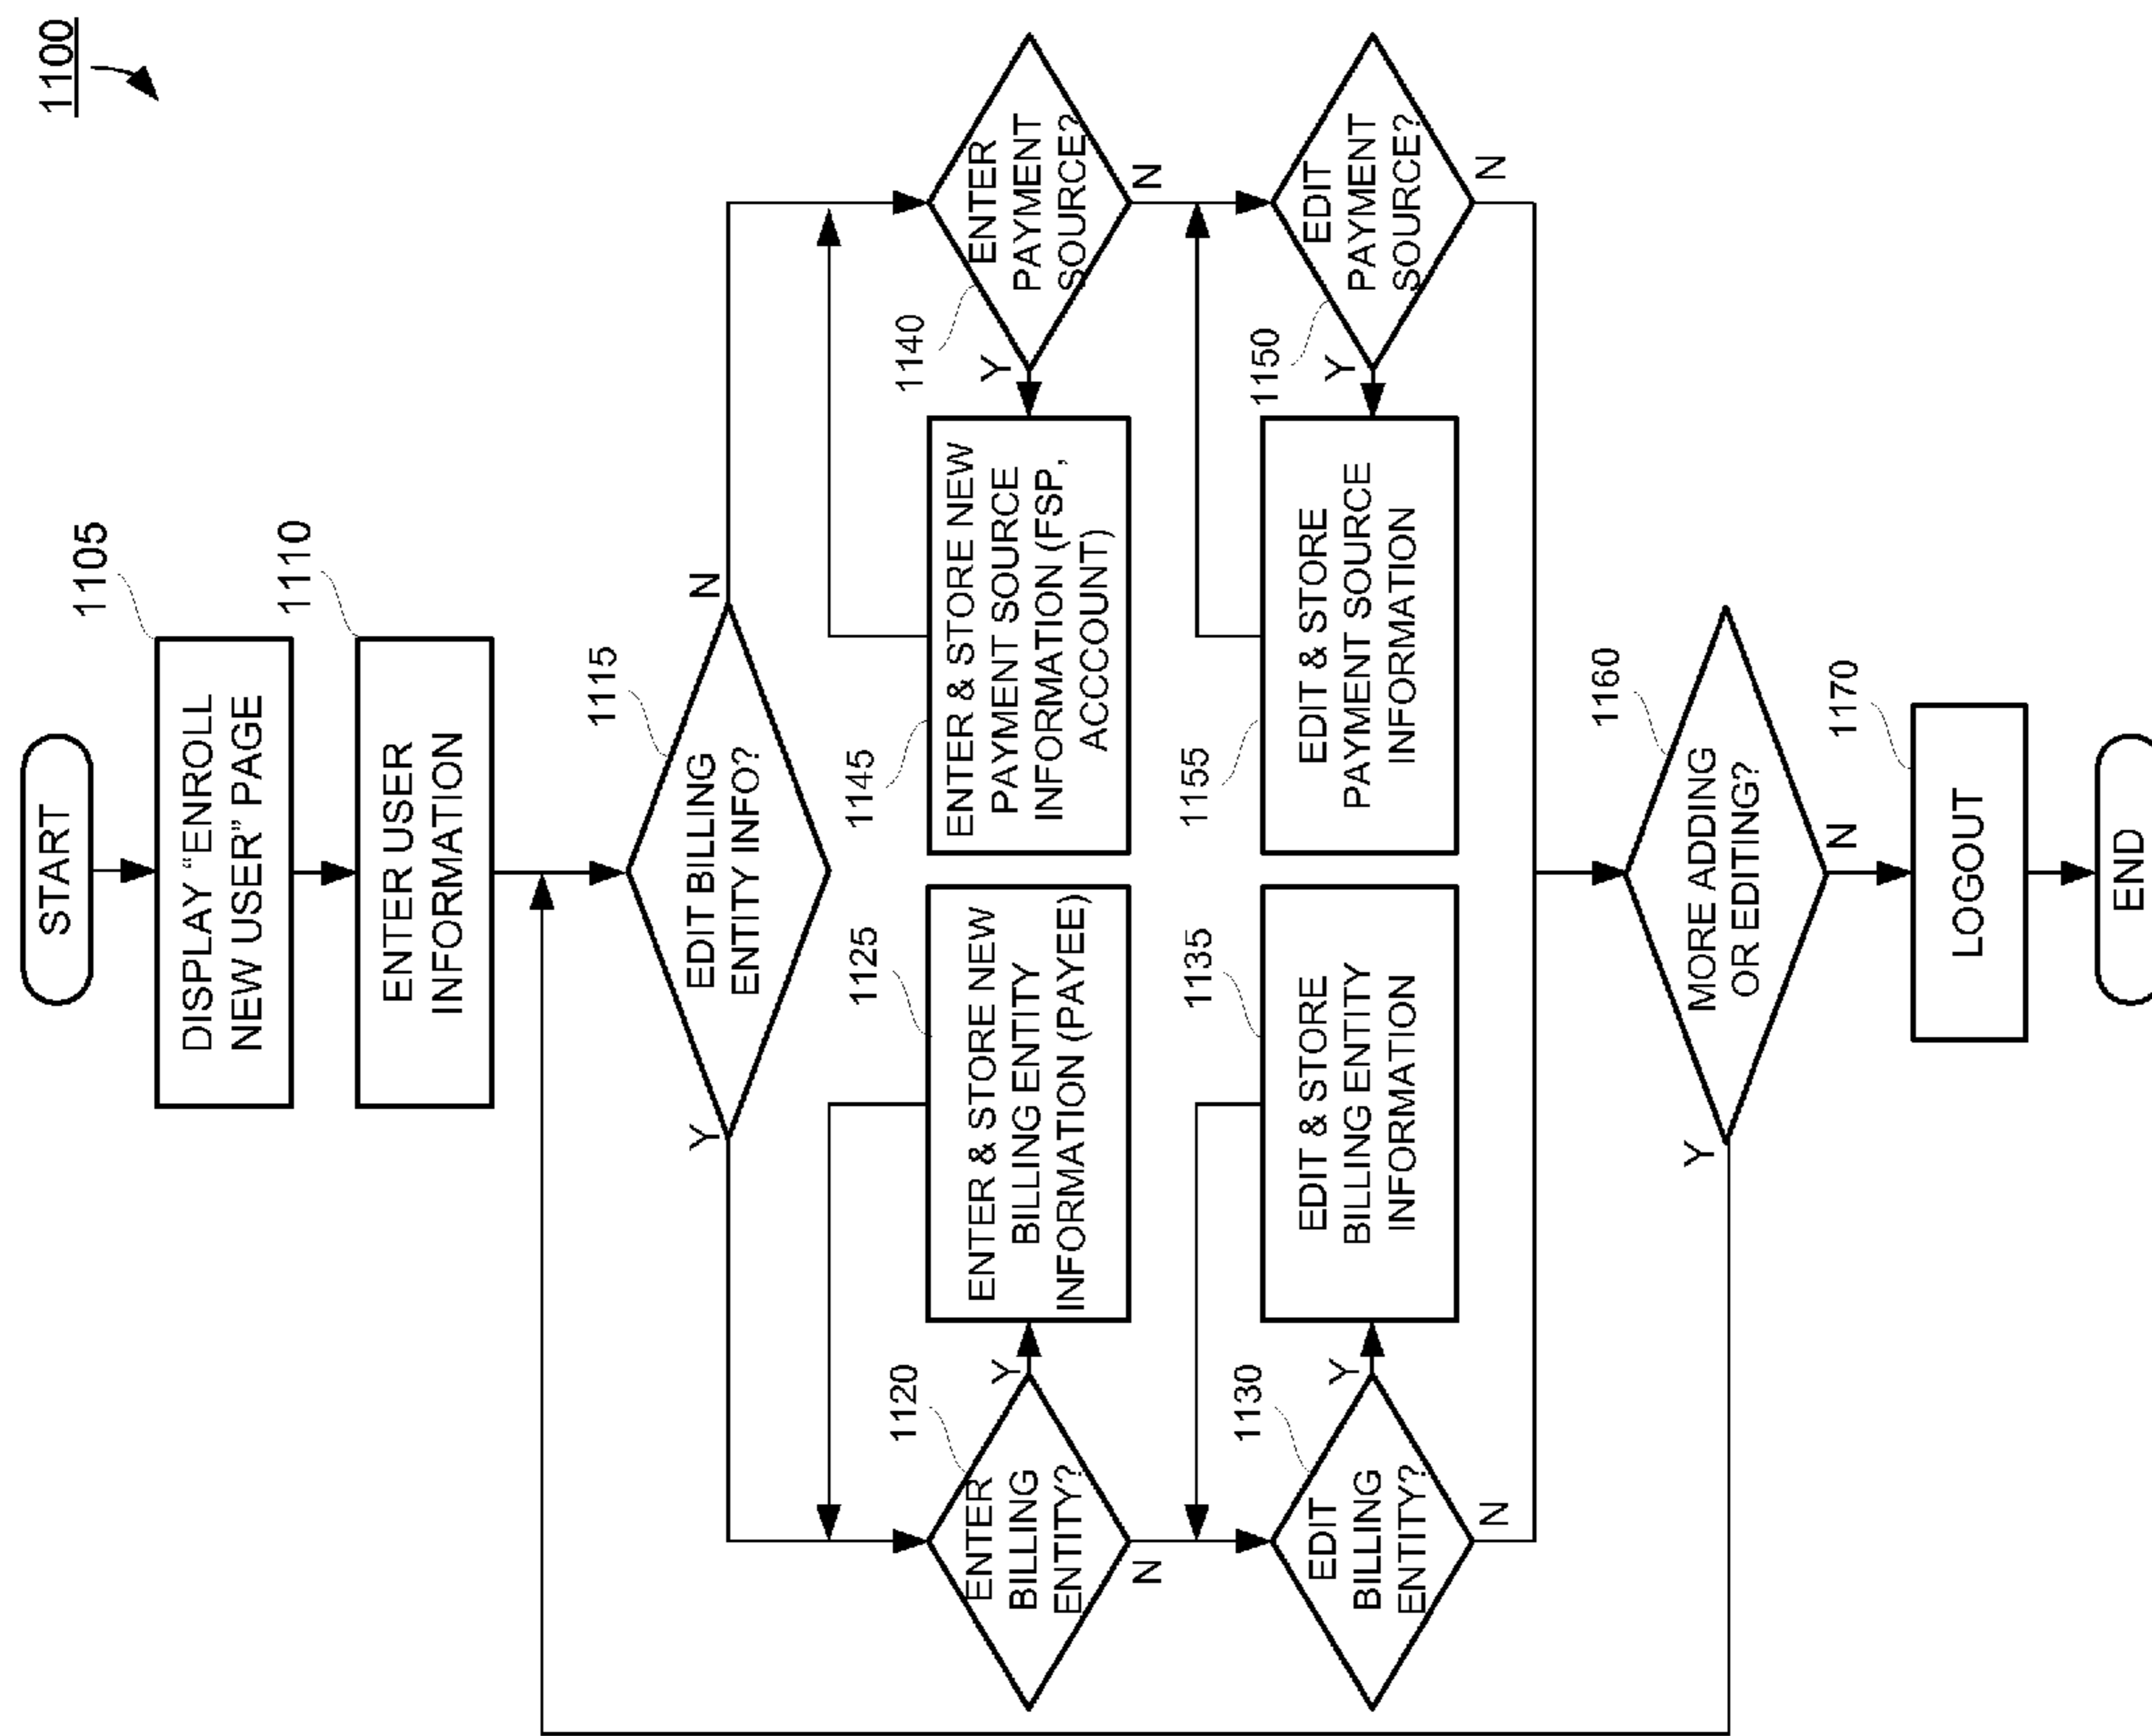 1100
START
1105
DISPLAY “ENROLL
NEW USER” PAGE
1110
ENTER USER
INFORMATION
1115
EDIT BILLING
ENTITY INFO?
Y
N
1120
ENTER
BILLING
ENTITY?
Y
N
1125
ENTER & STORE NEW
BILLING ENTITY
INFORMATION (PAYEE)
1145
ENTER & STORE NEW
PAYMENT SOURCE
INFORMATION (FSP,
ACCCOUNT)
1140
ENTER
PAYMENT
SOURCE?
Y
N
1130
EDIT
BILLING
ENTITY?
Y
N
1135
EDIT & STORE
BILLING ENTITY
INFORMATION
1155
EDIT & STORE
PAYMENT SOURCE
INFORMATION
1150
EDIT
PAYMENT
SOURCE?
Y
N
1160
MORE ADDING
OR EDITING?
Y
N
1170
LOGOUT
END